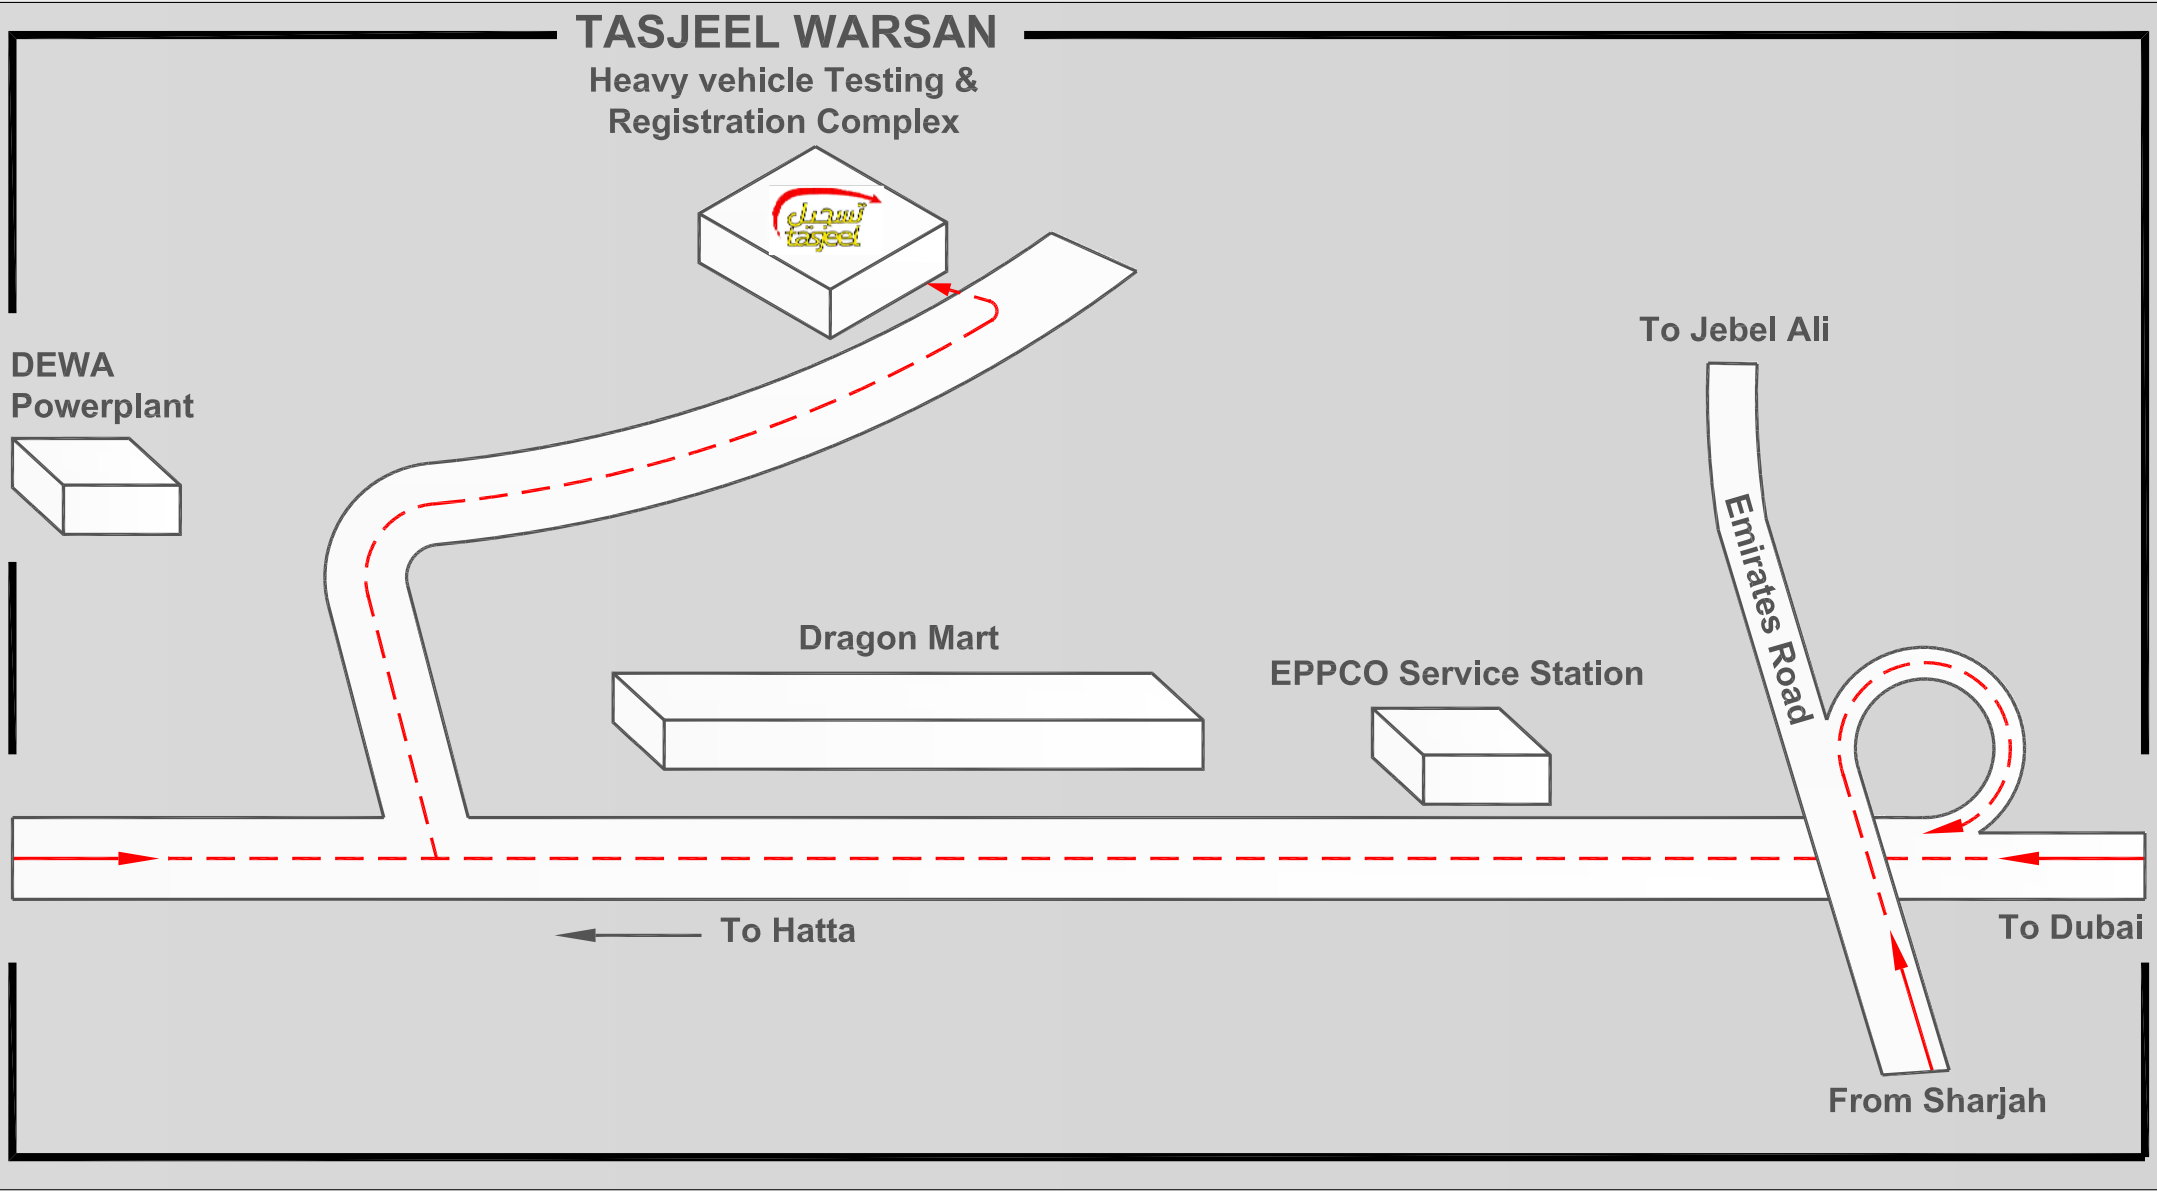 TASJEEL WARSAN
Heavy vehicle Testing &
Registration Complex
تسجيل
tasjeel
To Jebel Ali
DEWA
Powerplant
Emirates Road
Dragon Mart
EPPCO Service Station
To Hatta
To Dubai
From Sharjah